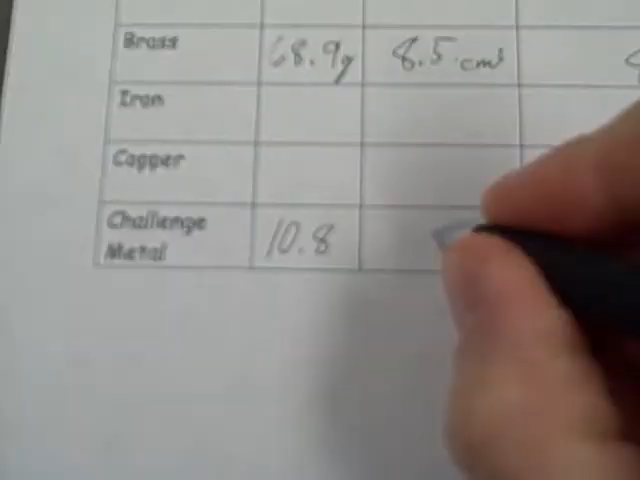 Brass 68.9g 8.5 cm³
Iron
Copper
Challenge 10.8
Metal